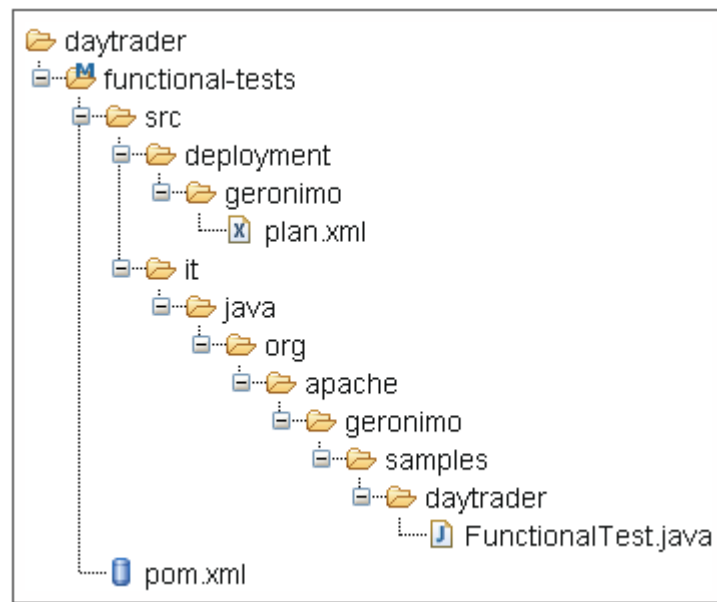 daytrader
M functional-tests
src
deployment
geronimo
X plan.xml
it
java
org
apache
geronimo
samples
daytrader
J FunctionalTest.java
pom.xml